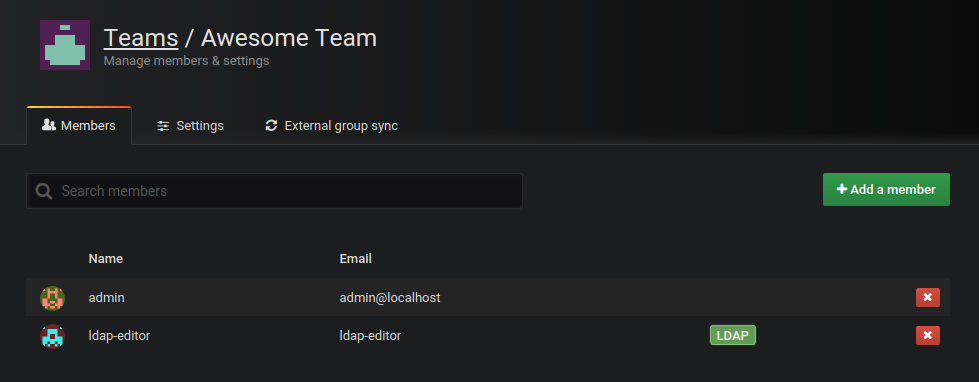 Teams / Awesome Team
Manage members & settings
Members Settings External group sync
Search members Add a member
Name Email
admin admin@localhost
ldap-editor ldap-editor LDAP